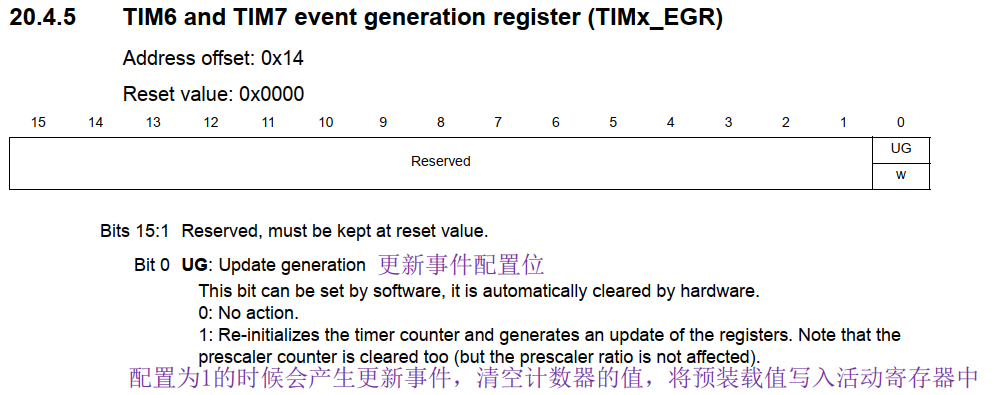 20.4.5 TIM6 and TIM7 event generation register (TIMx_EGR)
Address offset: 0x14
Reset value: 0x0000
15 14 13 12 11 10 9 8 7 6 5 4 3 2 1 0
Reserved UG
w
Bits 15:1 Reserved, must be kept at reset value.
Bit 0 UG: Update generation 更新事件配置位
This bit can be set by software, it is automatically cleared by hardware.
0: No action.
1: Re-initializes the timer counter and generates an update of the registers. Note that the
prescaler counter is cleared too (but the prescaler ratio is not affected).
配置为1的时候会产生更新事件，清空计数器的值，将预装载值写入活动寄存器中